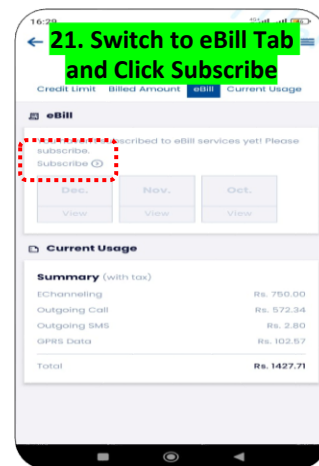 16:29
21. Switch to eBill Tab
and Click Subscribe
Credit Limit Billed Amount eBill Current Usage
eBill
scribed to eBill services yet! Please
subscribe.
Subscribe
Dec. Nov. Oct.
View View View
Current Usage
Summary (with tax)
EChanneling Rs. 750.00
Outgoing Call Rs. 572.34
Outgoing SMS Rs. 2.80
GPRS Data Rs. 102.57
Total Rs. 1427.71